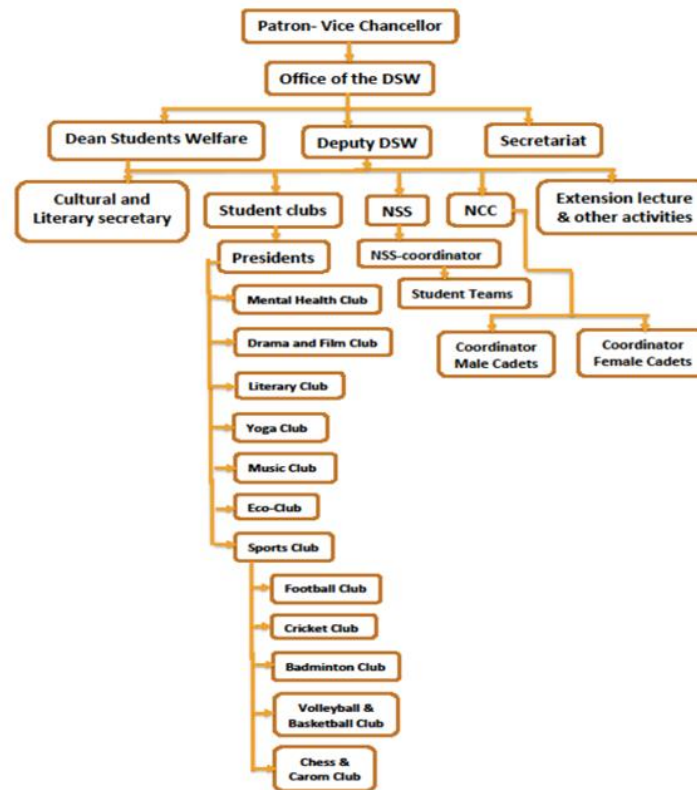 Patron- Vice Chancellor
Office of the DSW
Dean Students Welfare
Deputy DSW
Secretariat
Cultural and
Literary secretary
Student clubs
NSS
NCC
Extension lecture
& other activities
Presidents
NSS-coordinator
Student Teams
Mental Health Club
Drama and Film Club
Coordinator
Male Cadets
Coordinator
Female Cadets
Literary Club
Yoga Club
Music Club
Eco-Club
Sports Club
Football Club
Cricket Club
Badminton Club
Volleyball &
Basketball Club
Chess &
Carom Club